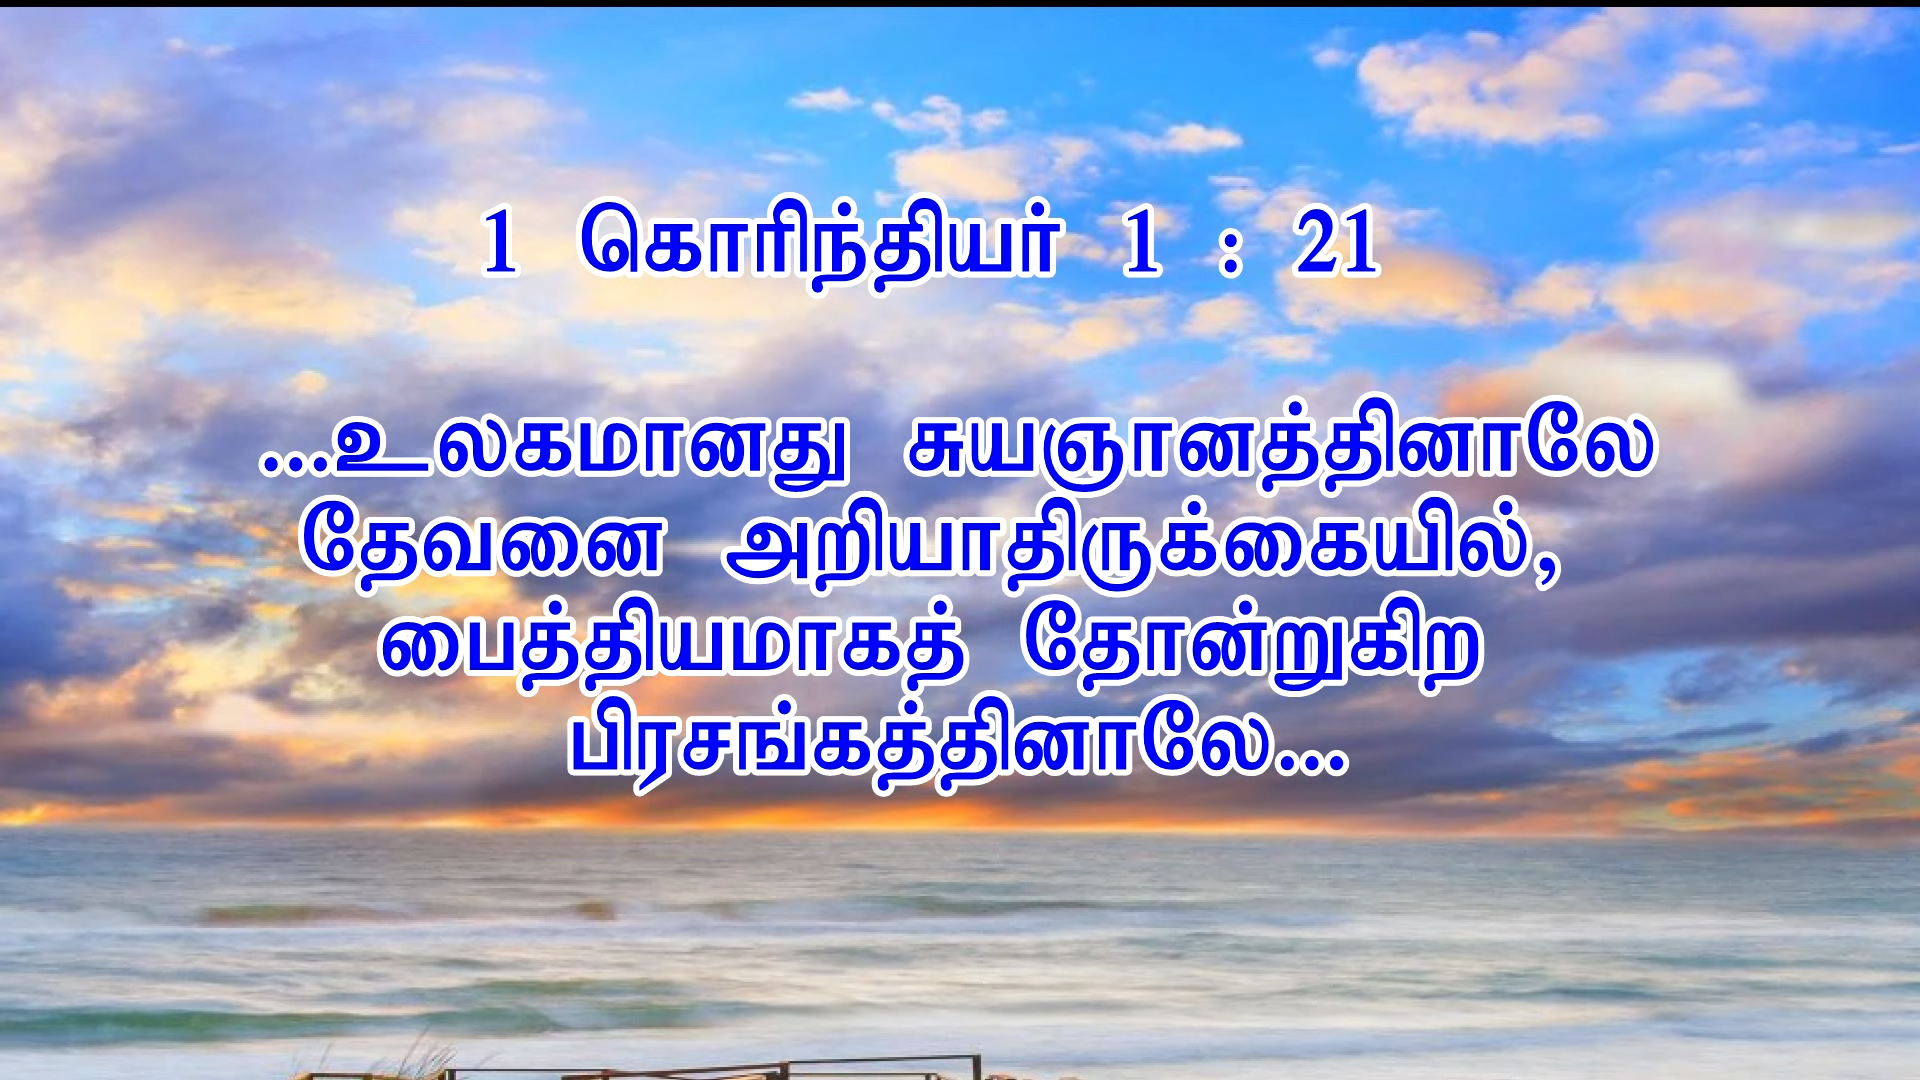 1 கொரிந்தியர் 1 : 21
...உலகமானது சுயஞானத்தினாலே
தேவனை அறியாதிருக்கையில்,
பைத்தியமாகத் தோன்றுகிற
பிரசங்கத்தினாலே...